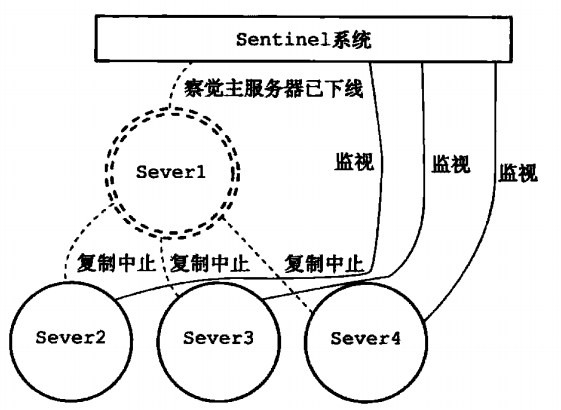 Sentinel系统
察觉主服务器已下线
Sever1
监视
监视
监视
复制中止
复制中止
复制中止
Sever2
Sever3
Sever4